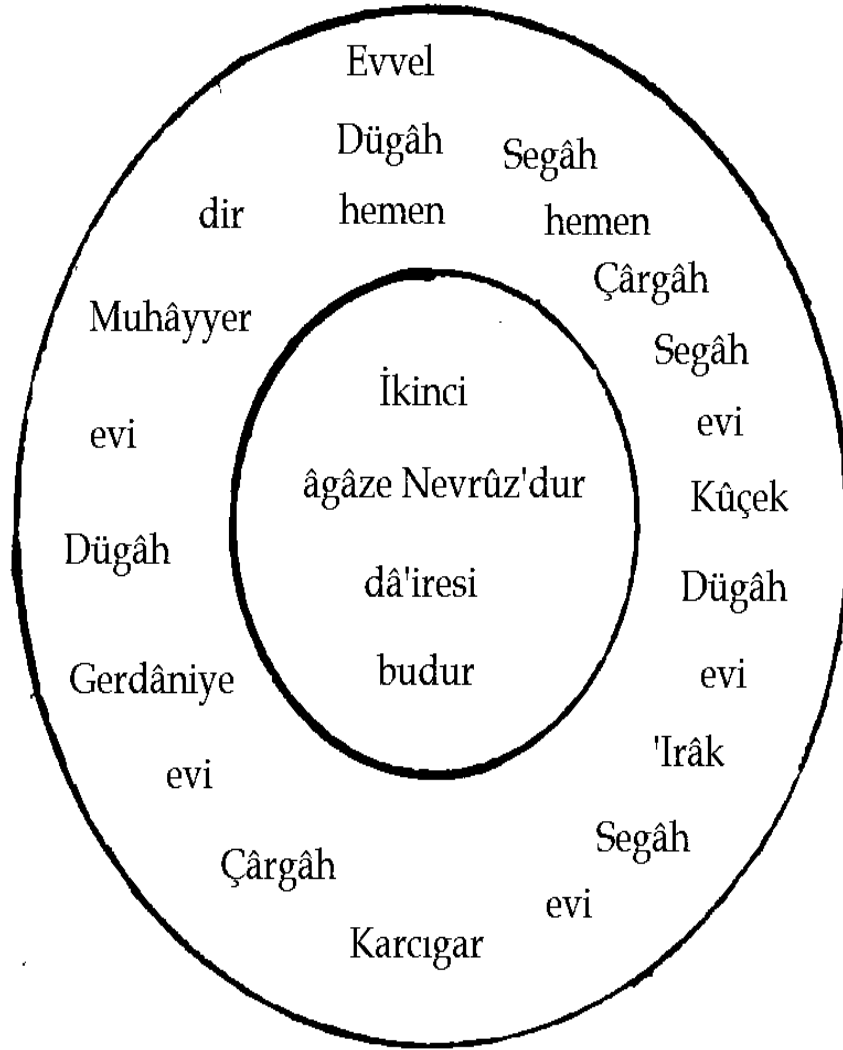 Evvel
Dügâh
hemen
Segâh
hemen
Çârgâh
Segâh
evi
Kûçek
Dügâh
evi
'Irâk
Segâh
evi
Karcıgar
Çârgâh
evi
Gerdâniye
Dügâh
evi
Muhâyyer
dir
İkinci
âgâze Nevrûz'dur
dâ'iresi
budur